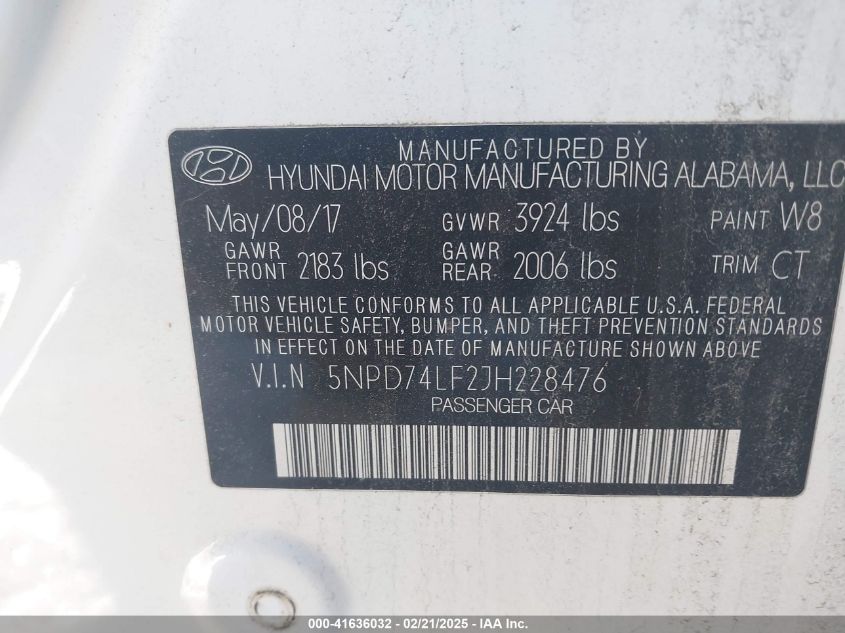 MANUFACTURED BY
HYUNDAI MOTOR MANUFACTURING ALABAMA, LLC
May/08/17 GVWR 3924 lbs PAINT W8
GAWR FRONT 2183 lbs GAWR REAR 2006 lbs TRIM CT
THIS VEHICLE CONFORMS TO ALL APPLICABLE U.S.A. FEDERAL
MOTOR VEHICLE SAFETY, BUMPER, AND THEFT PREVENTION STANDARDS
IN EFFECT ON THE DATE OF MANUFACTURE SHOWN ABOVE
V.I.N 5NPD74LF2JH228476
PASSENGER CAR
000-41636032 - 02/21/2025 - IAA, Inc.